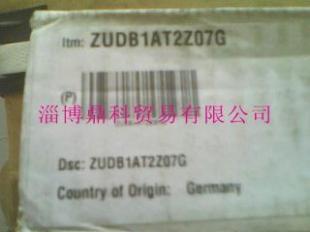 Itm: ZUDB1AT2Z07G
(P)
淄博鼎科贸易有限公司
Dsc: ZUDB1AT2Z07G
Country of Origin: Germany